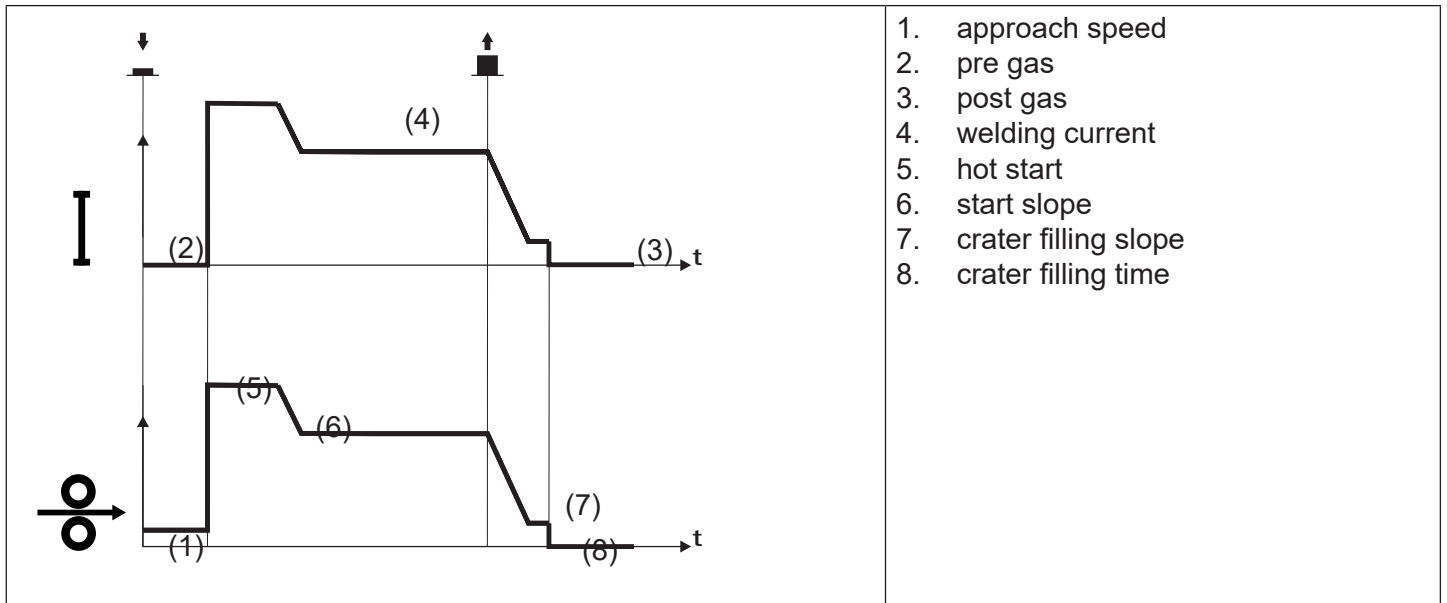 (4)
(2)
(3)
t
(5)
(6)
(7)
(1)
(8)
t
1. approach speed
2. pre gas
3. post gas
4. welding current
5. hot start
6. start slope
7. crater filling slope
8. crater filling time